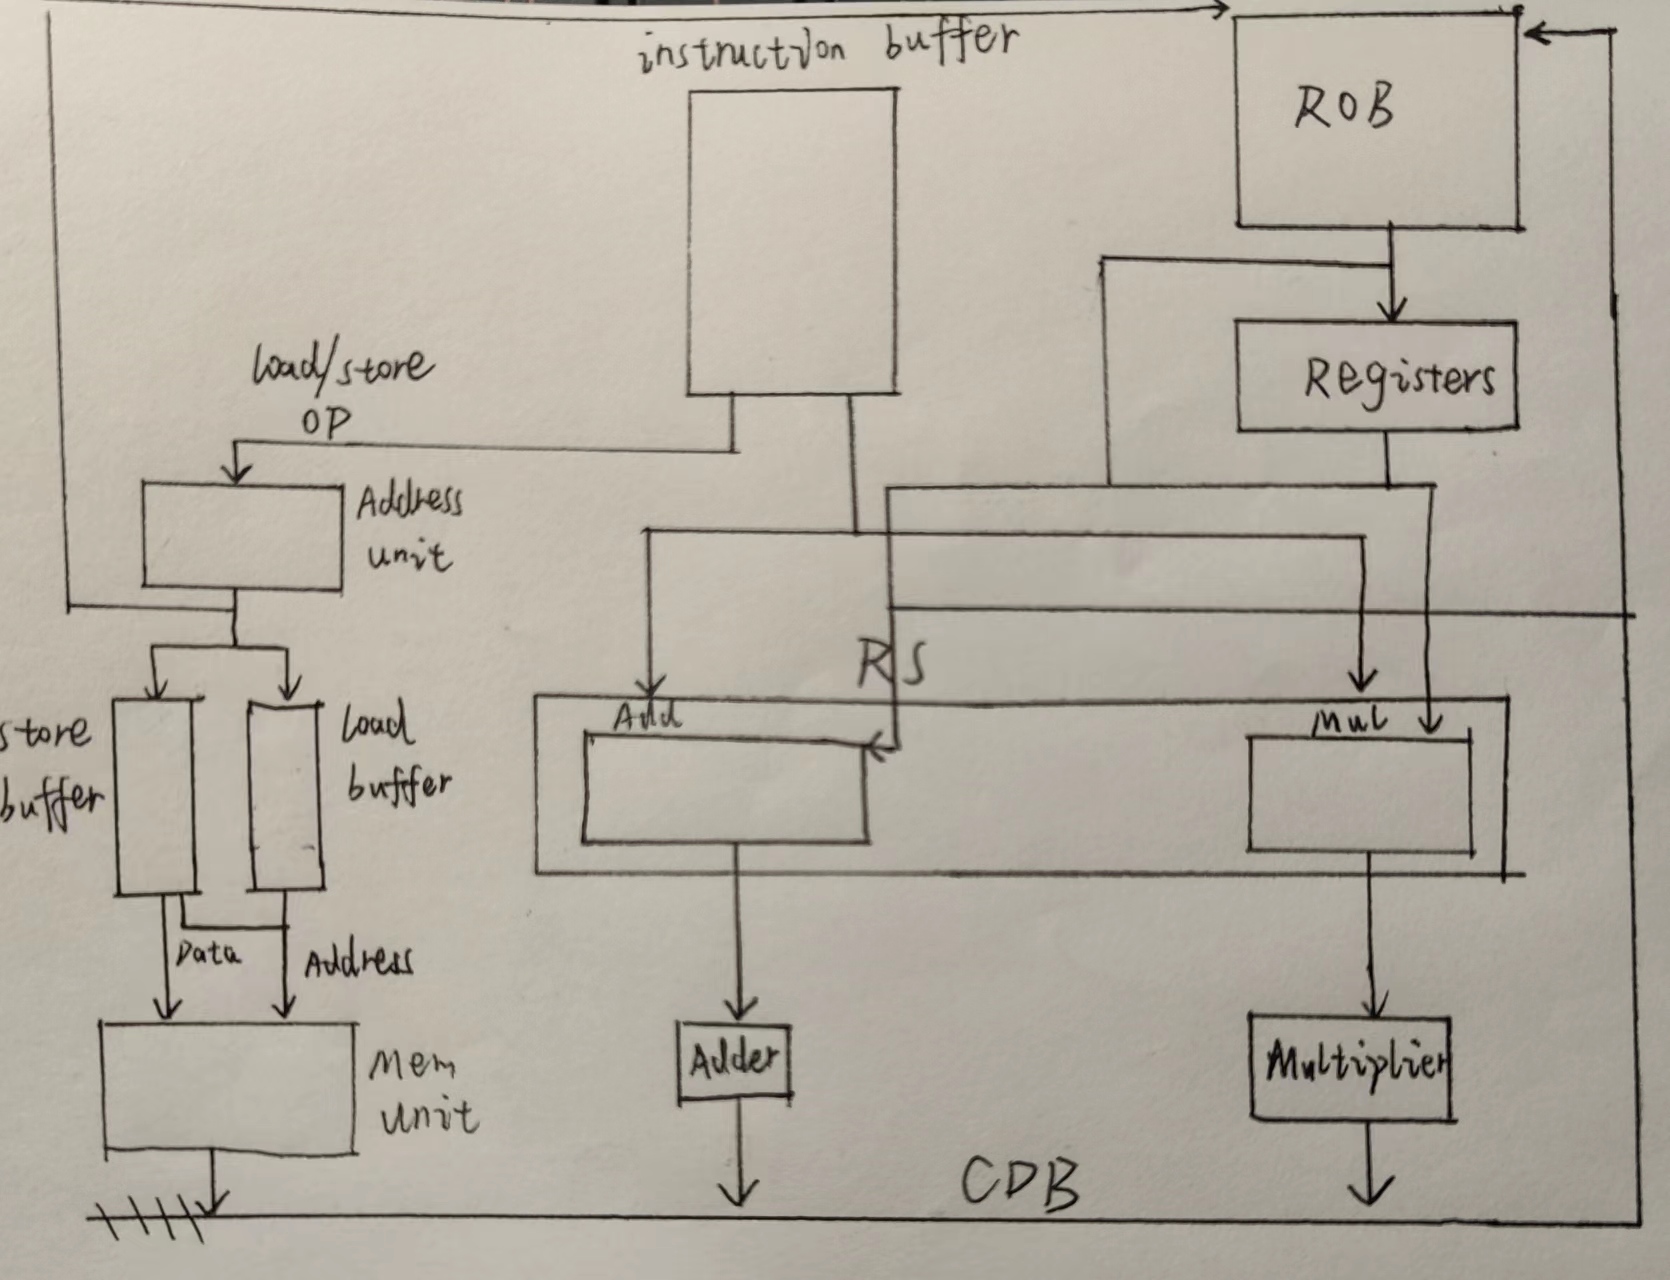 instruction buffer
ROB
Registers
Load/store
OP
Address
unit
RS
Add
Mul
store
buffer
Load
buffer
Data
Address
Mem
unit
Adder
Multiplier
CDB